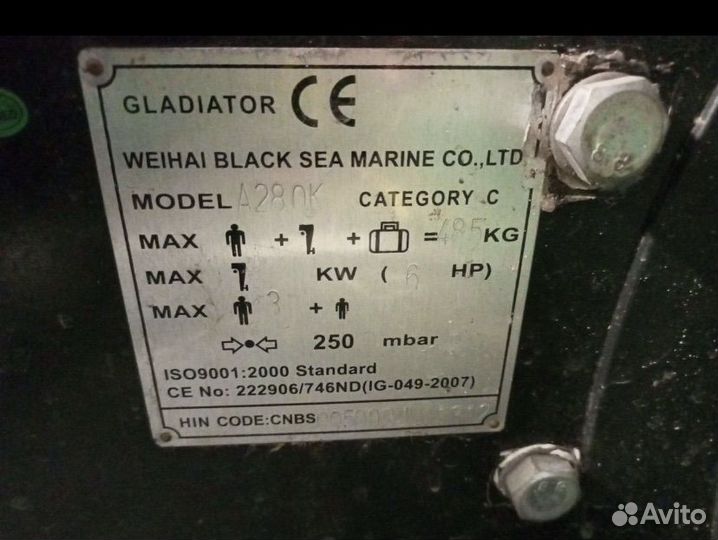 GLADIATOR CE
WEIHAI BLACK SEA MARINE CO.,LTD
MODEL A280K CATEGORY C
MAX + + = 485 KG
MAX KW ( 6 HP)
MAX 3 +
250 mbar
ISO9001:2000 Standard
CE No: 222906/746ND(IG-049-2007)
HIN CODE:CNBS
Avito